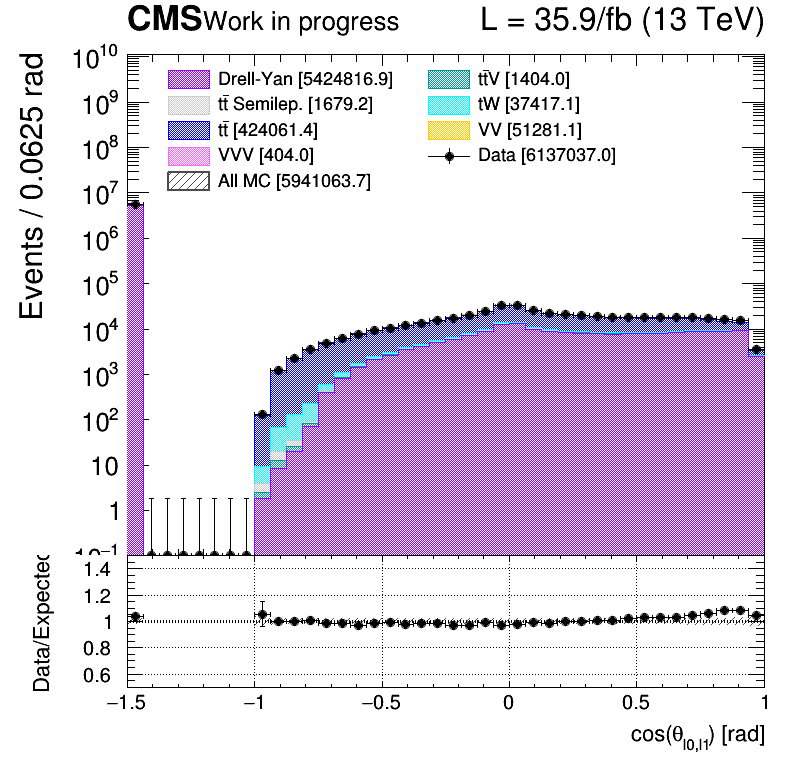 CMS Work in progress L = 35.9/fb (13 TeV)
Events / 0.0625 rad
10^10
10^9
10^8
10^7
10^6
10^5
10^4
10^3
10^2
10
1
10^−1
Drell-Yan [5424816.9]
tt̄ Semilep. [1679.2]
tt̄ [424061.4]
VVV [404.0]
All MC [5941063.7]
tt̄V [1404.0]
tW [37417.1]
VV [51281.1]
Data [6137037.0]
Data/Expected
1.4
1.2
1
0.8
0.6
−1.5 −1 −0.5 0 0.5 1
cos(θ_l0,l1) [rad]